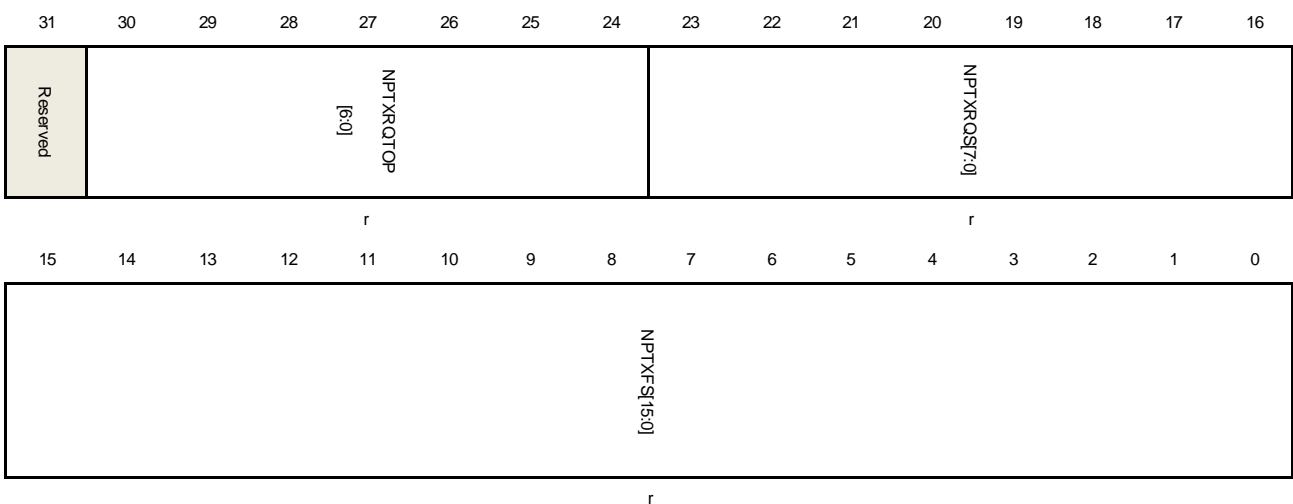 31 30 29 28 27 26 25 24 23 22 21 20 19 18 17 16
Reserved
NPTXRQTOP
[6:0]
NPTXRQS[7:0]
r r
15 14 13 12 11 10 9 8 7 6 5 4 3 2 1 0
NPTXFS[15:0]
r